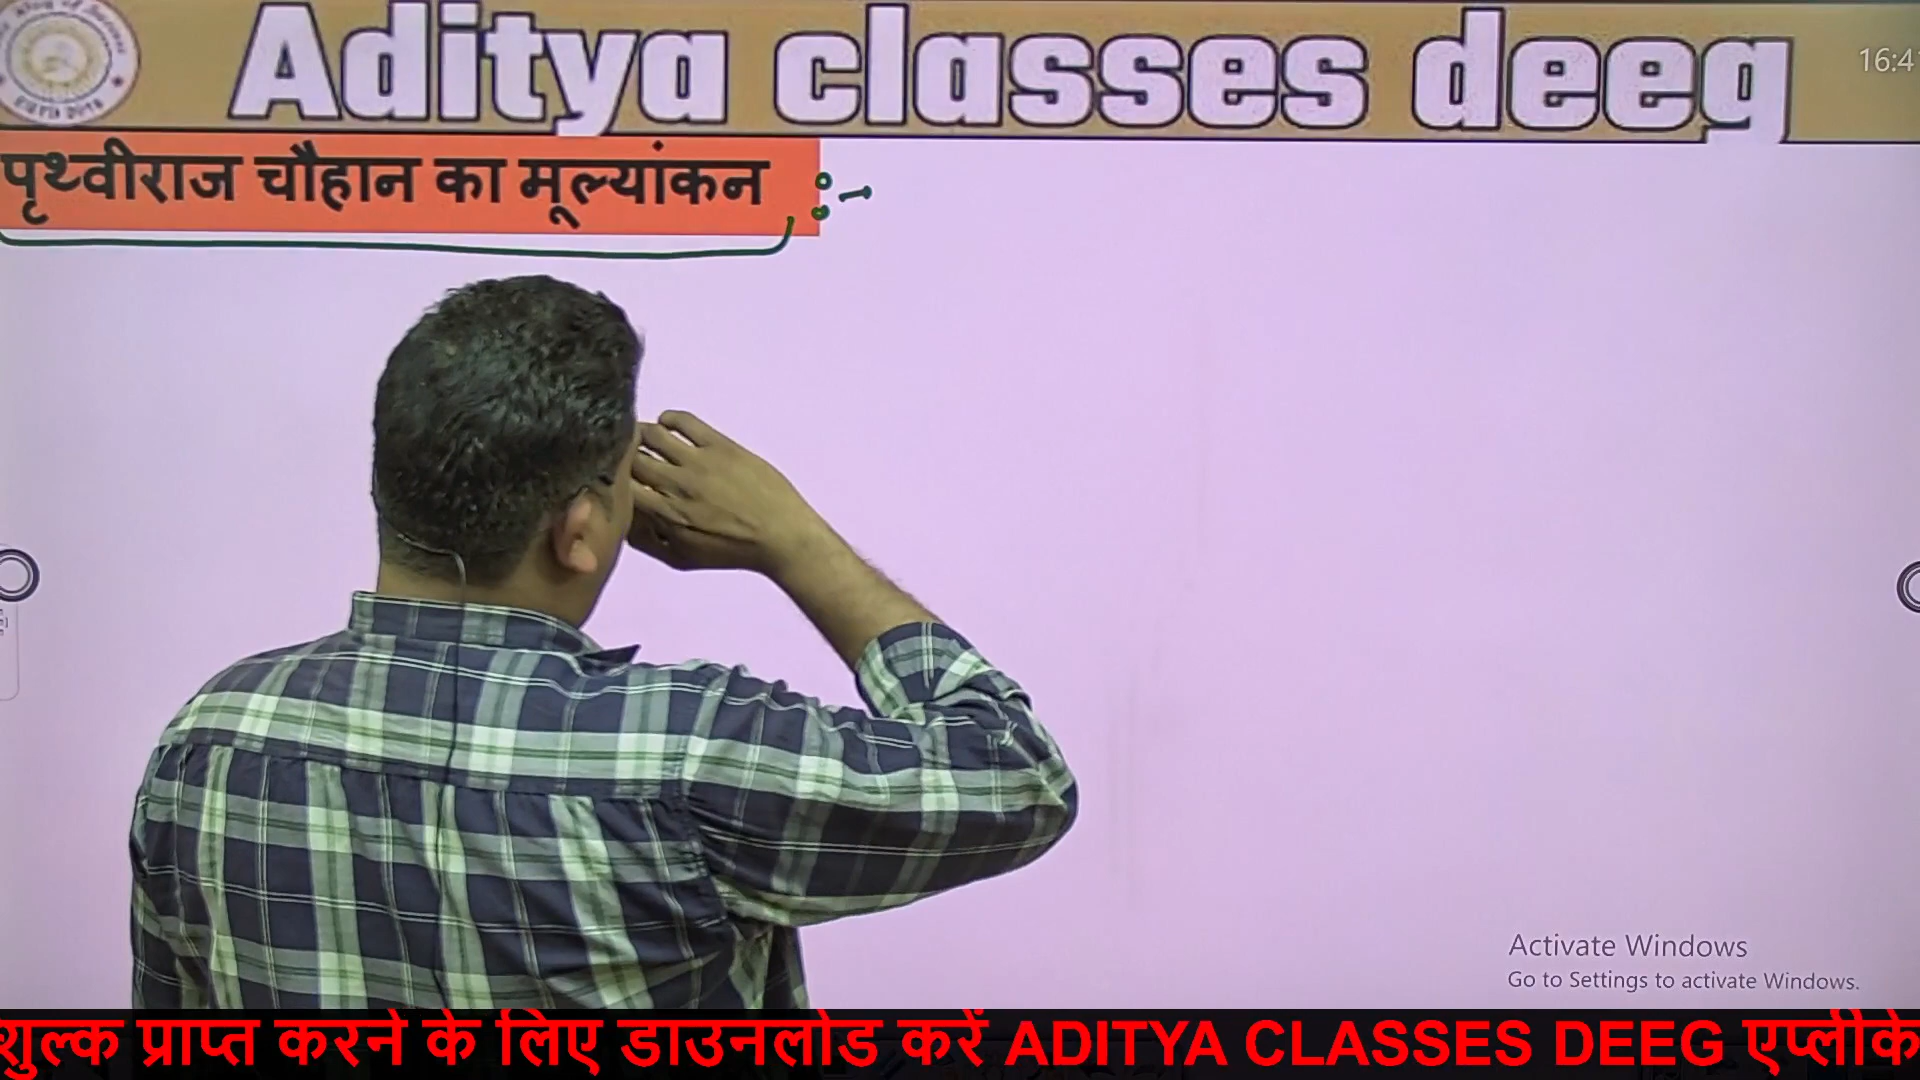 Aditya classes deeg
16:4
पृथ्वीराज चौहान का मूल्यांकन :-
Activate Windows
Go to Settings to activate Windows.
शुल्क प्राप्त करने के लिए डाउनलोड करें ADITYA CLASSES DEEG एप्लीके